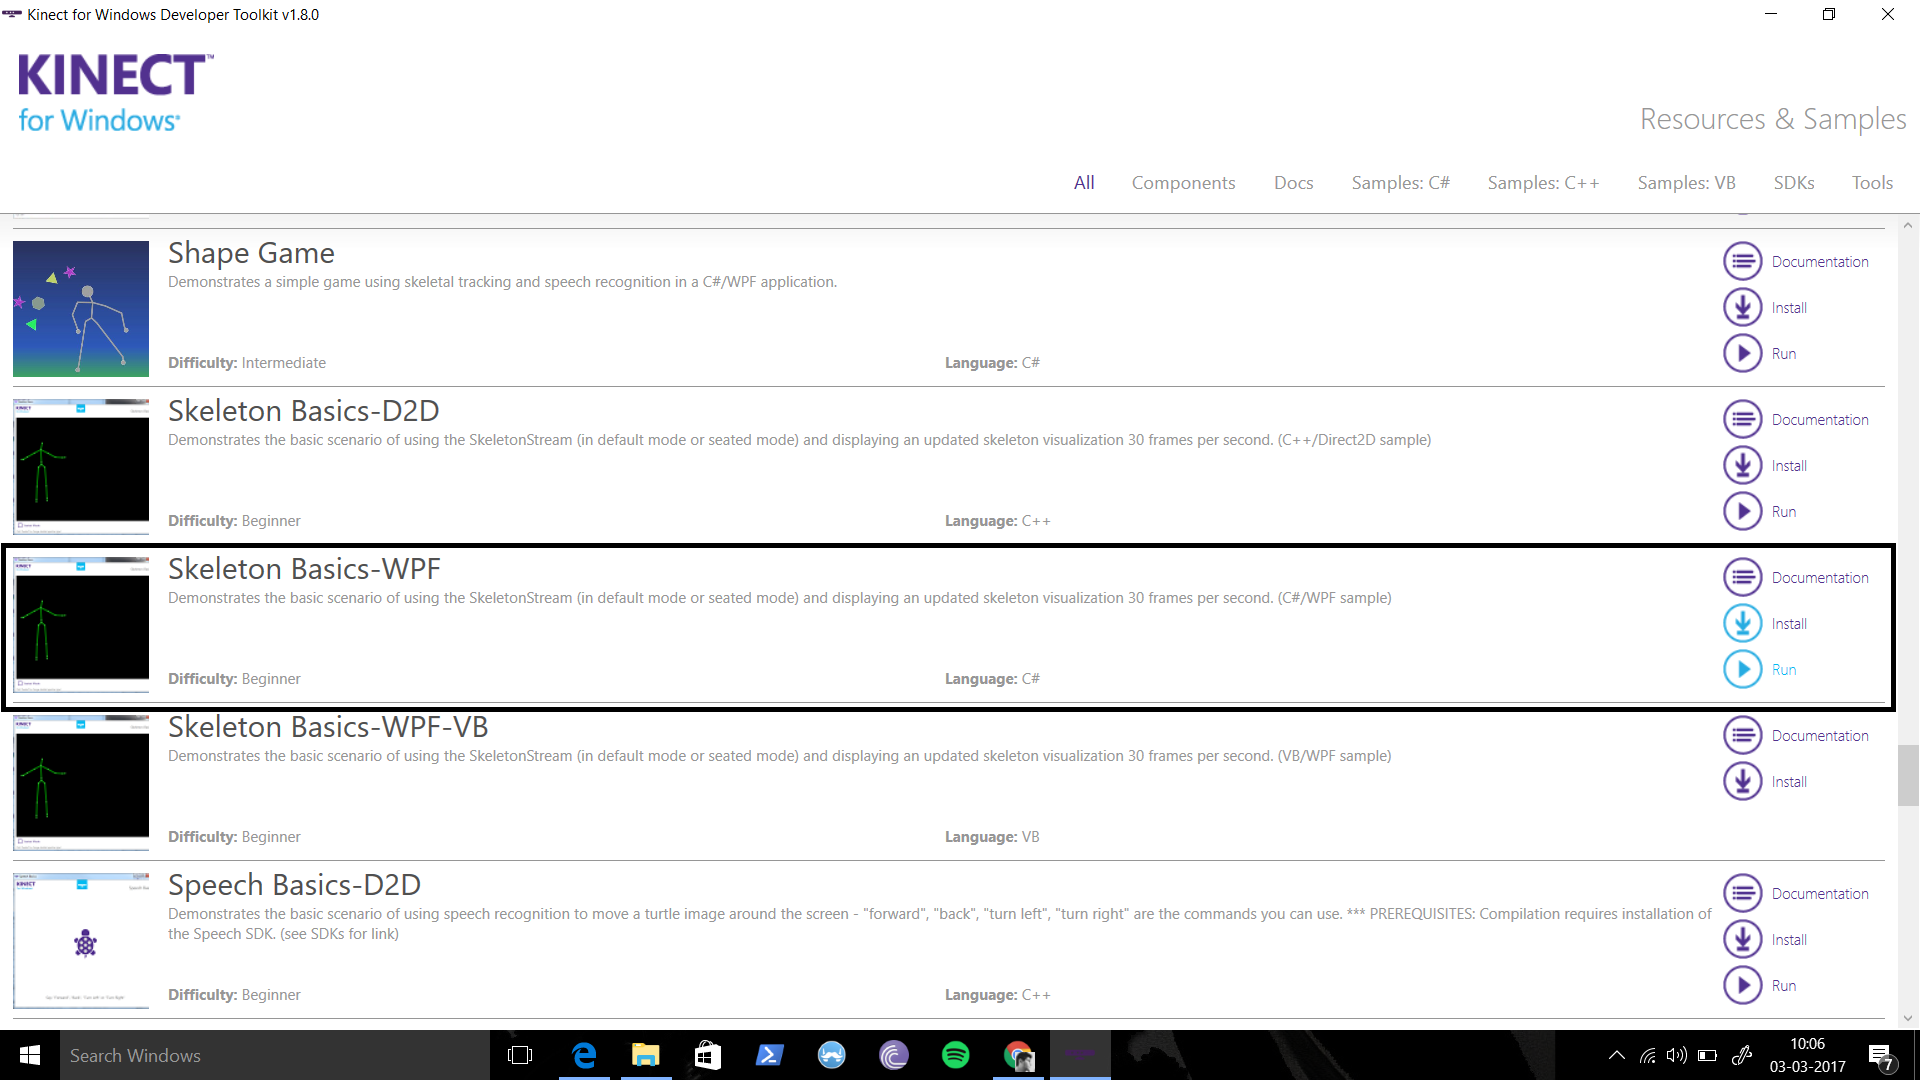 Kinect for Windows Developer Toolkit v1.8.0
KINECT™
for Windows®
Resources & Samples
All Components Docs Samples: C# Samples: C++ Samples: VB SDKs Tools
Shape Game
Demonstrates a simple game using skeletal tracking and speech recognition in a C#/WPF application.
Difficulty: Intermediate Language: C#
Documentation
Install
Run
Skeleton Basics-D2D
Demonstrates the basic scenario of using the SkeletonStream (in default mode or seated mode) and displaying an updated skeleton visualization 30 frames per second. (C++/Direct2D sample)
Difficulty: Beginner Language: C++
Documentation
Install
Run
Skeleton Basics-WPF
Demonstrates the basic scenario of using the SkeletonStream (in default mode or seated mode) and displaying an updated skeleton visualization 30 frames per second. (C#/WPF sample)
Difficulty: Beginner Language: C#
Documentation
Install
Run
Skeleton Basics-WPF-VB
Demonstrates the basic scenario of using the SkeletonStream (in default mode or seated mode) and displaying an updated skeleton visualization 30 frames per second. (VB/WPF sample)
Difficulty: Beginner Language: VB
Documentation
Install
KINECT
Speech Basics-D2D
Demonstrates the basic scenario of using speech recognition to move a turtle image around the screen - "forward", "back", "turn left", "turn right" are the commands you can use. *** PREREQUISITES: Compilation requires installation of
the Speech SDK. (see SDKs for link)
Difficulty: Beginner Language: C++
Documentation
Install
Run
Search Windows
10:06
03-03-2017
7